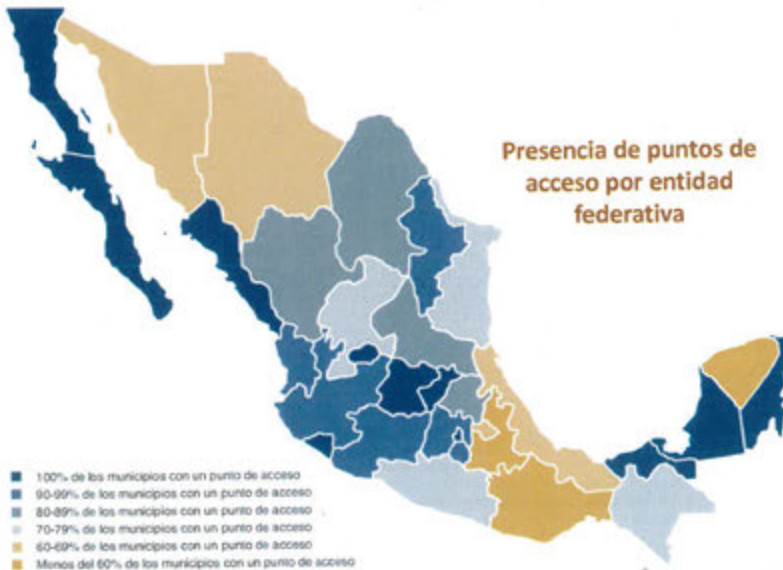 Presencia de puntos de
acceso por entidad
federativa
100% de los municipios con un punto de acceso
90-99% de los municipios con un punto de acceso
80-89% de los municipios con un punto de acceso
70-79% de los municipios con un punto de acceso
60-69% de los municipios con un punto de acceso
Menos del 60% de los municipios con un punto de acceso